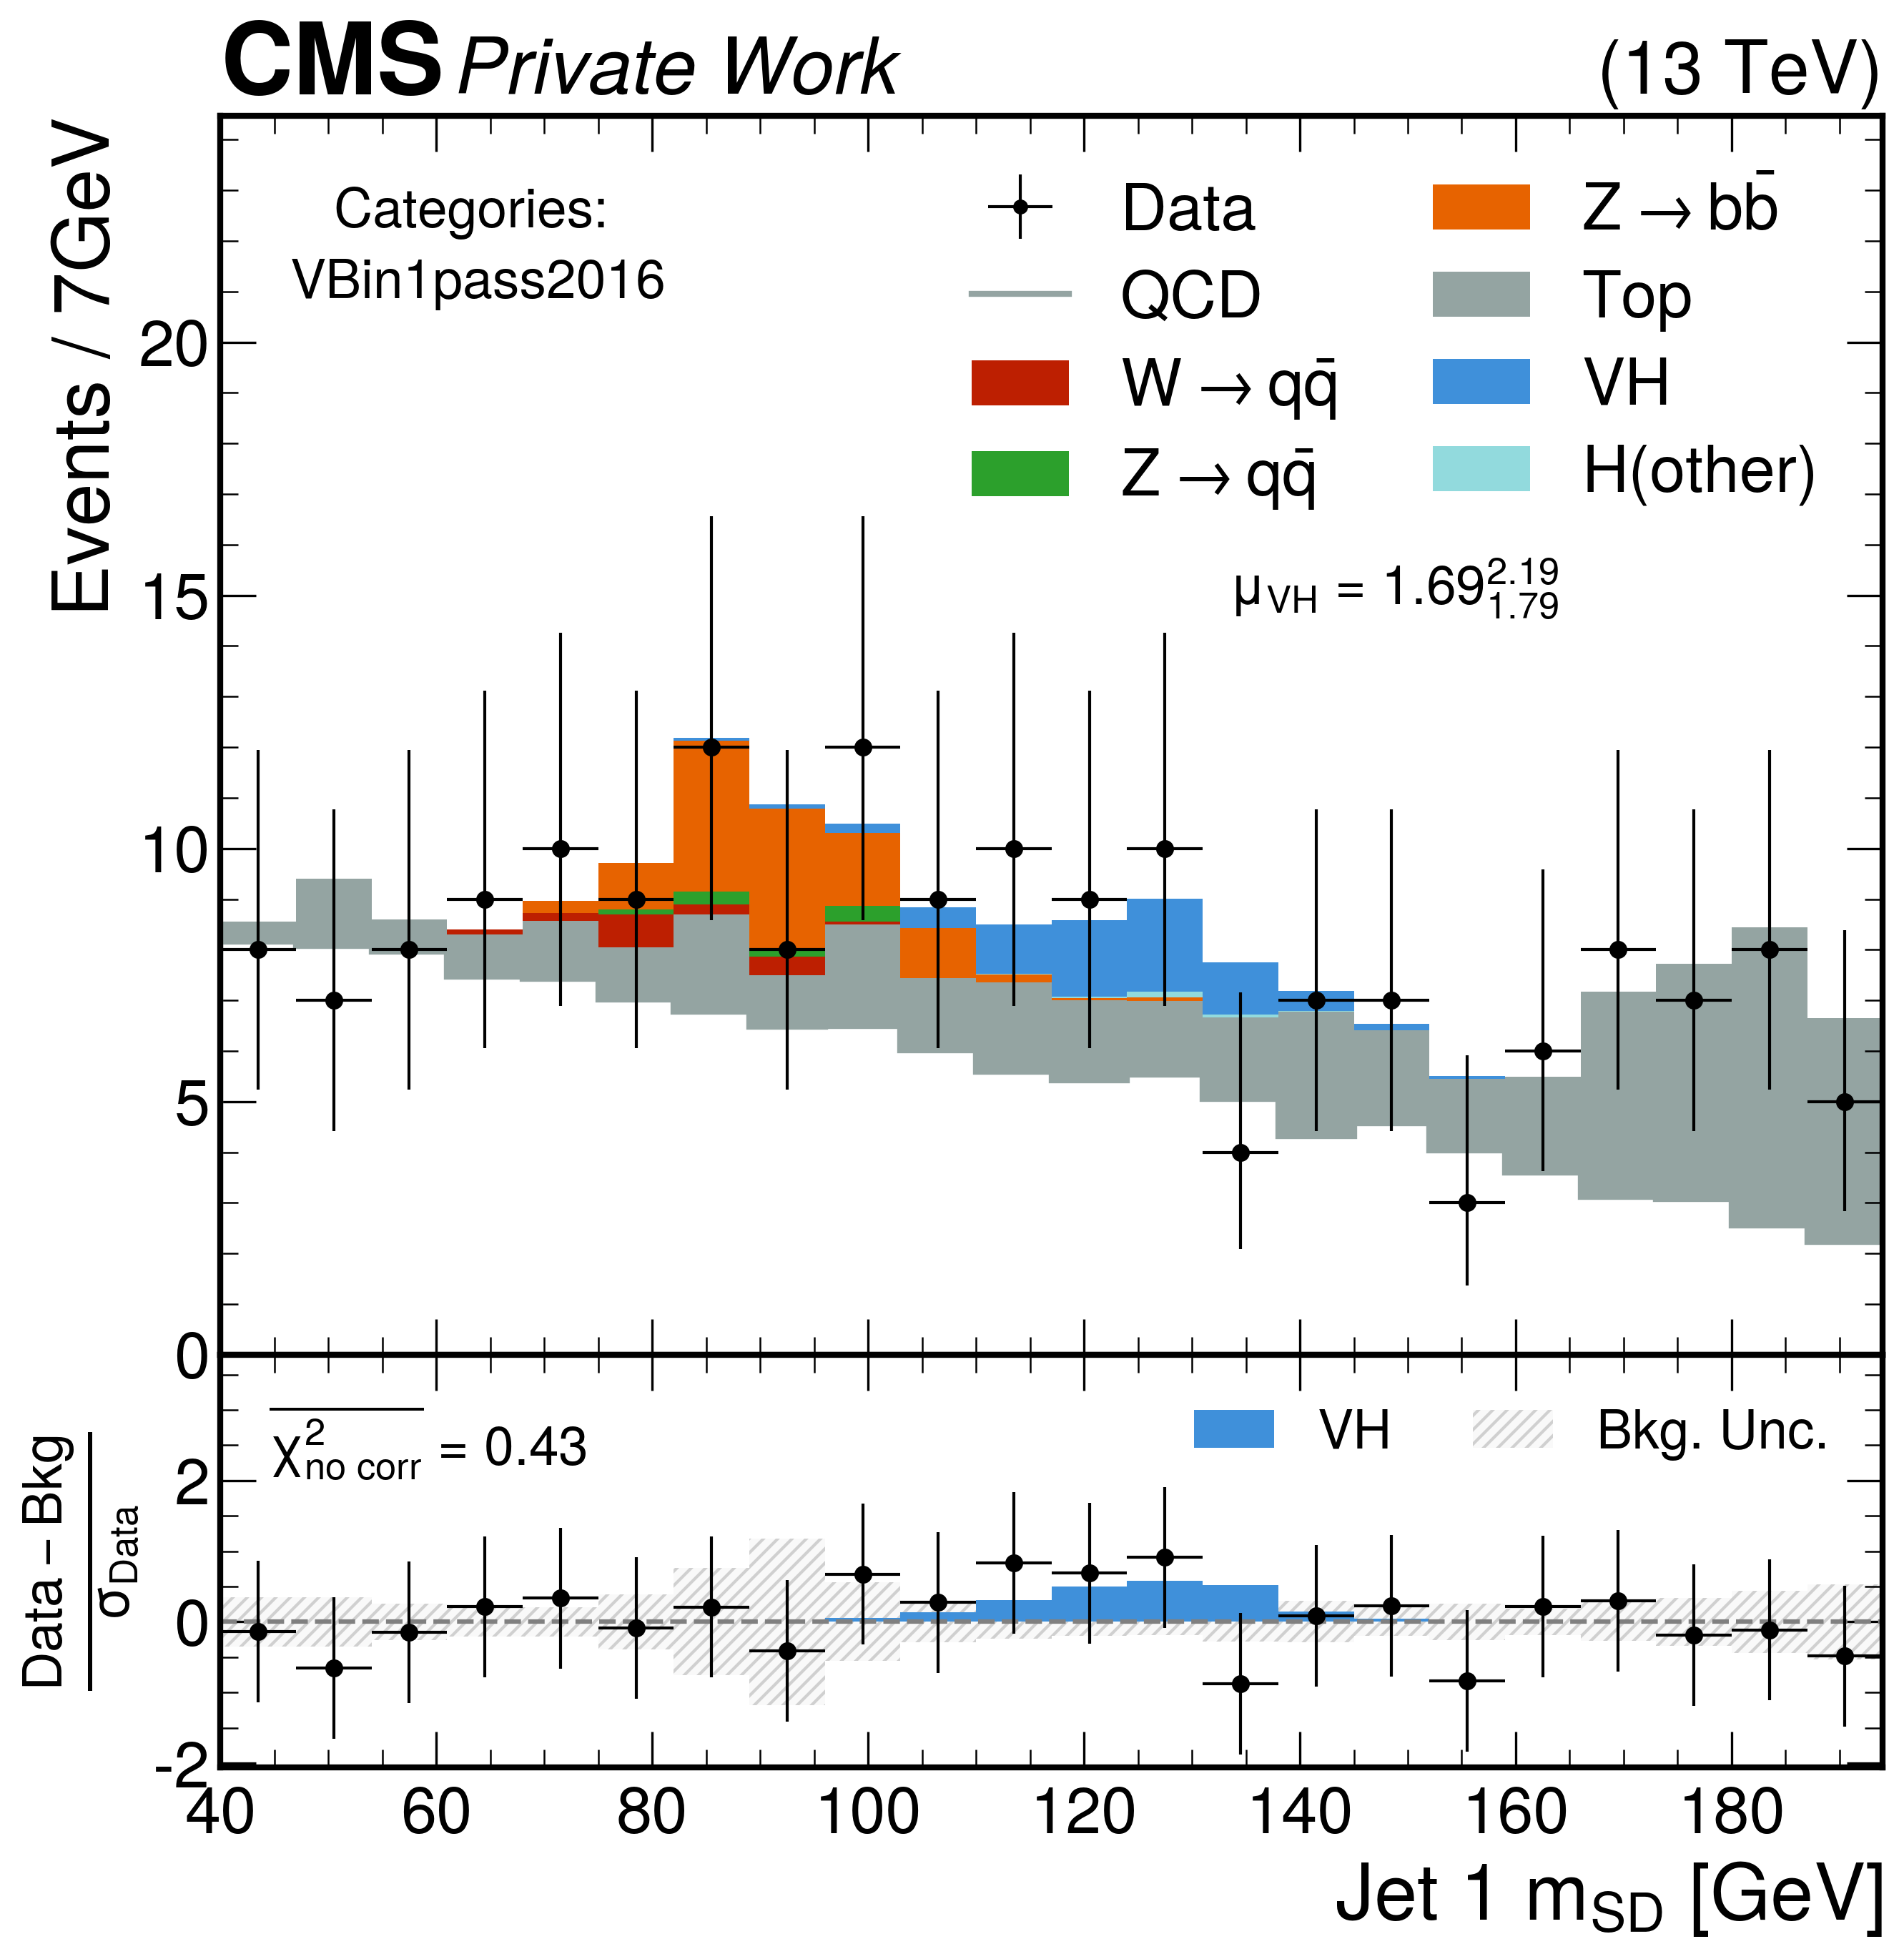 CMS Private Work (13 TeV)
Events / 7GeV
Categories:
VBin1pass2016
Data
QCD
W → qq̄
Z → qq̄
Z → bb̄
Top
VH
H(other)
μVH = 1.69 2.19 1.79
20
15
10
5
0
χ² no corr = 0.43
VH
Bkg. Unc.
Data − Bkg
σData
2
0
-2
40 60 80 100 120 140 160 180
Jet 1 mSD [GeV]